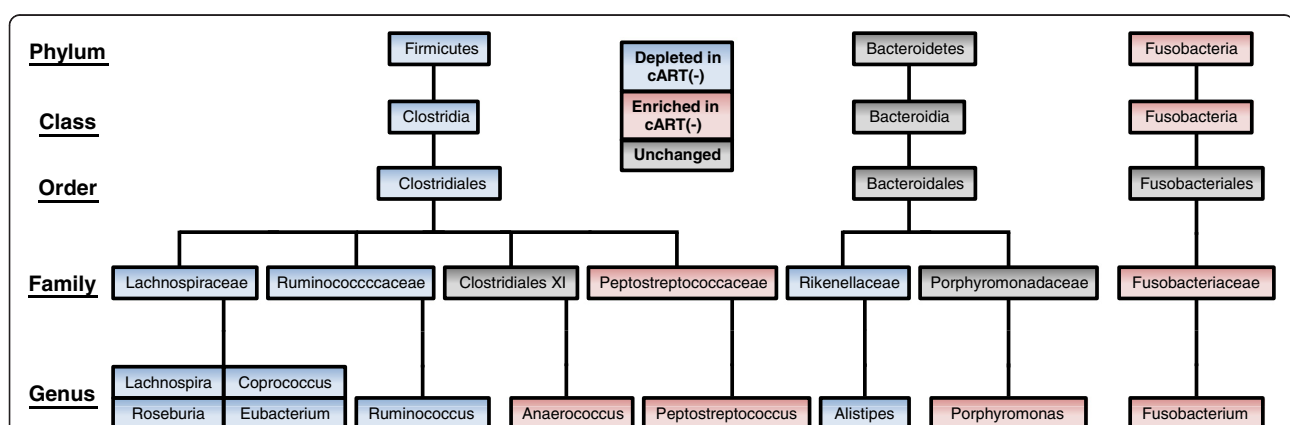 Phylum
Firmicutes
Bacteroidetes
Fusobacteria
Depleted in
cART(-)
Enriched in
cART(-)
Unchanged
Class
Clostridia
Bacteroidia
Fusobacteria
Order
Clostridiales
Bacteroidales
Fusobacteriales
Family
Lachnospiraceae
Ruminococccaceae
Clostridiales XI
Peptostreptococcaceae
Rikenellaceae
Porphyromonadaceae
Fusobacteriaceae
Genus
Lachnospira
Coprococcus
Roseburia
Eubacterium
Ruminococcus
Anaerococcus
Peptostreptococcus
Alistipes
Porphyromonas
Fusobacterium